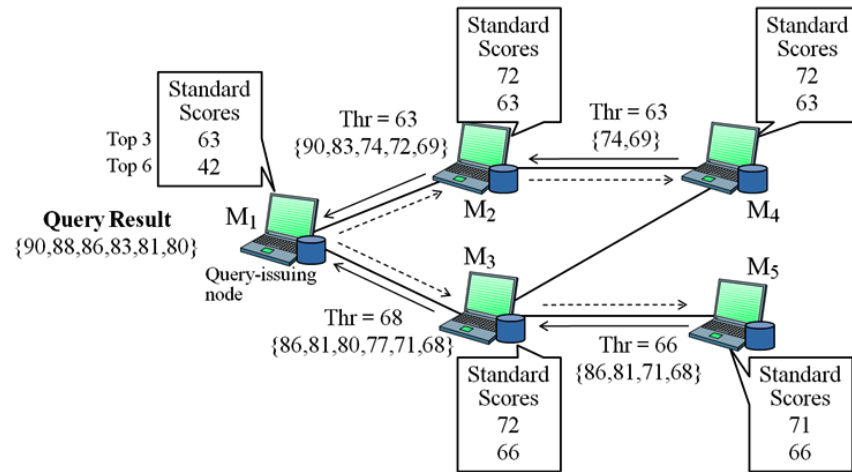 Standard
Scores
72
63
Standard
Scores
72
63
Standard
Scores
Top 3 63
Top 6 42
Thr = 63
{90,83,74,72,69}
Thr = 63
{74,69}
M1
M2
M4
Query Result
{90,88,86,83,81,80}
Query-issuing
node
M3
M5
Thr = 68
{86,81,80,77,71,68}
Thr = 66
{86,81,71,68}
Standard
Scores
72
66
Standard
Scores
71
66